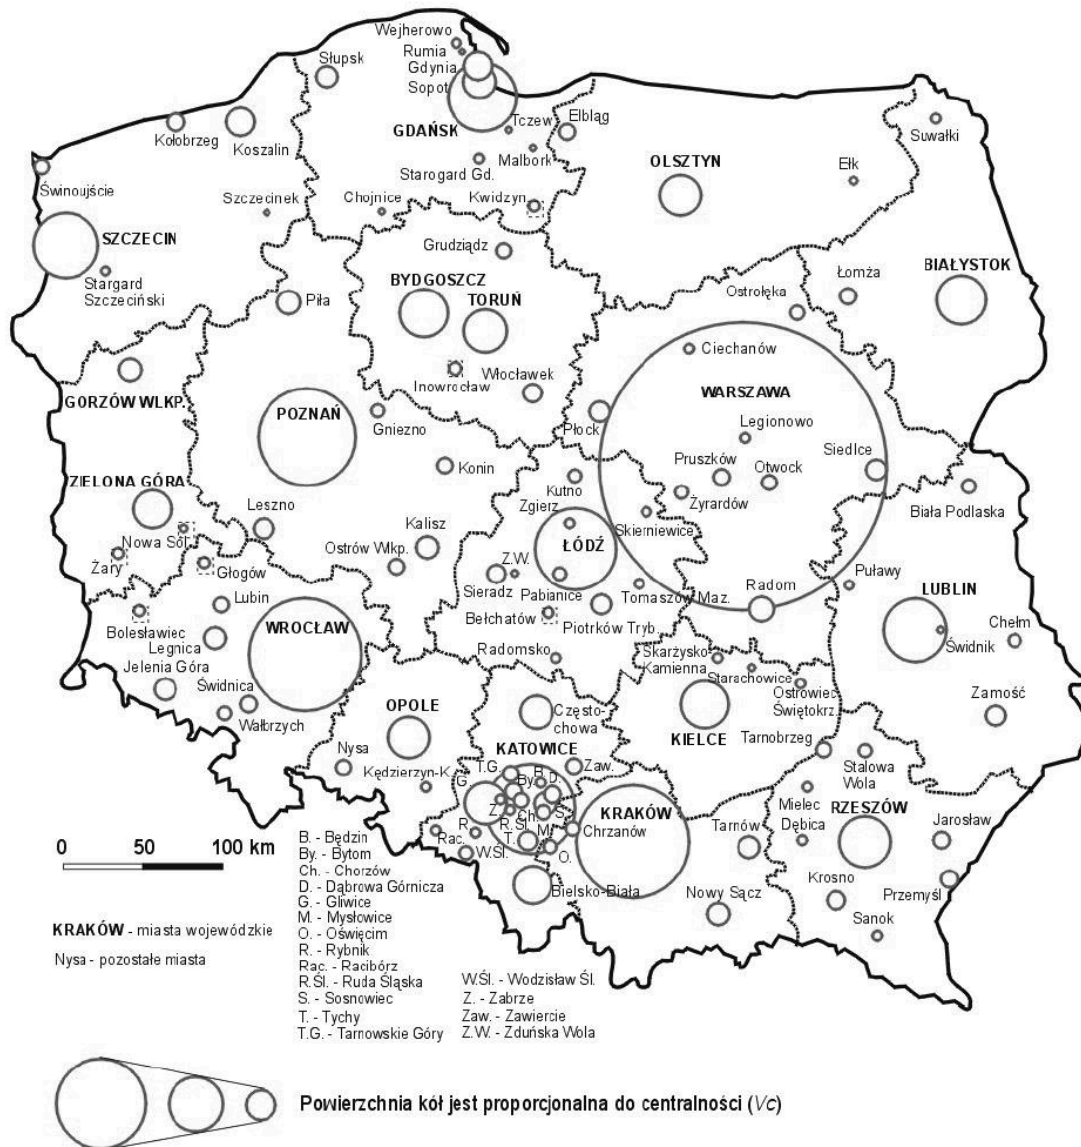 Wejherowo
Rumia
Słupsk
Gdynia
Sopot
GDAŃSK
Tczew
Elbląg
Suwałki
Kołobrzeg
Koszalin
Malbork
OLSZTYN
Ełk
Świnoujście
Starogard Gd.
Szczecinek
Chojnice
Kwidzyn
SZCZECIN
Grudziądz
Stargard
Szczeciński
BYDGOSZCZ
TORUŃ
Łomża
BIAŁYSTOK
Ostrołęka
Piła
Ciechanów
Inowrocław
Włocławek
WARSZAWA
GORZÓW WLKP.
POZNAŃ
Gniezno
Płock
Legionowo
Siedlce
Konin
Pruszków
Otwock
ZIELONA GÓRA
Kutno
Żyrardów
Biała Podlaska
Leszno
Zgierz
Skierniewice
Nowa Sól
Kalisz
Ostrów Wlkp.
ŁÓDŹ
Żary
Głogów
Z.W.
Sieradz
Pabianice
Tomaszów Maz.
Radom
Puławy
LUBLIN
Lubin
Bełchatów
Piotrków Tryb.
Bolesławiec
WROCŁAW
Chełm
Świdnik
Legnica
Radomsko
Skarżysko-
Kamienna
Starachowice
Jelenia Góra
Ostrowiec
Świętokrz.
Świdnica
Zamość
OPOLE
Często-
chowa
Wałbrzych
KIELCE
Tarnobrzeg
Nysa
KATOWICE
Kędzierzyn-K.
T.G.
Zaw.
Stalowa
Wola
G
B.
By.
D.
Mielec
Z.
Ch.
S.
KRAKÓW
RZESZÓW
R.Śl.
M.
Chrzanów
Dębica
Jarosław
Rac.
R.
T.
O.
Tarnów
W.Śl.
Bielsko-Biała
Nowy Sącz
Krosno
Przemyśl
Sanok
0 50 100 km
KRAKÓW - miasta wojewódzkie
Nysa - pozostałe miasta
B. - Będzin
By. - Bytom
Ch. - Chorzów
D. - Dąbrowa Górnicza
G. - Gliwice
M. - Mysłowice
O. - Oświęcim
R. - Rybnik
Rac. - Racibórz
R.Śl. - Ruda Śląska
S. - Sosnowiec
T. - Tychy
T.G. - Tarnowskie Góry
W.Śl. - Wodzisław Śl.
Z. - Zabrze
Zaw. - Zawiercie
Z.W. - Zduńska Wola
Powierzchnia kół jest proporcjonalna do centralności (Vc)